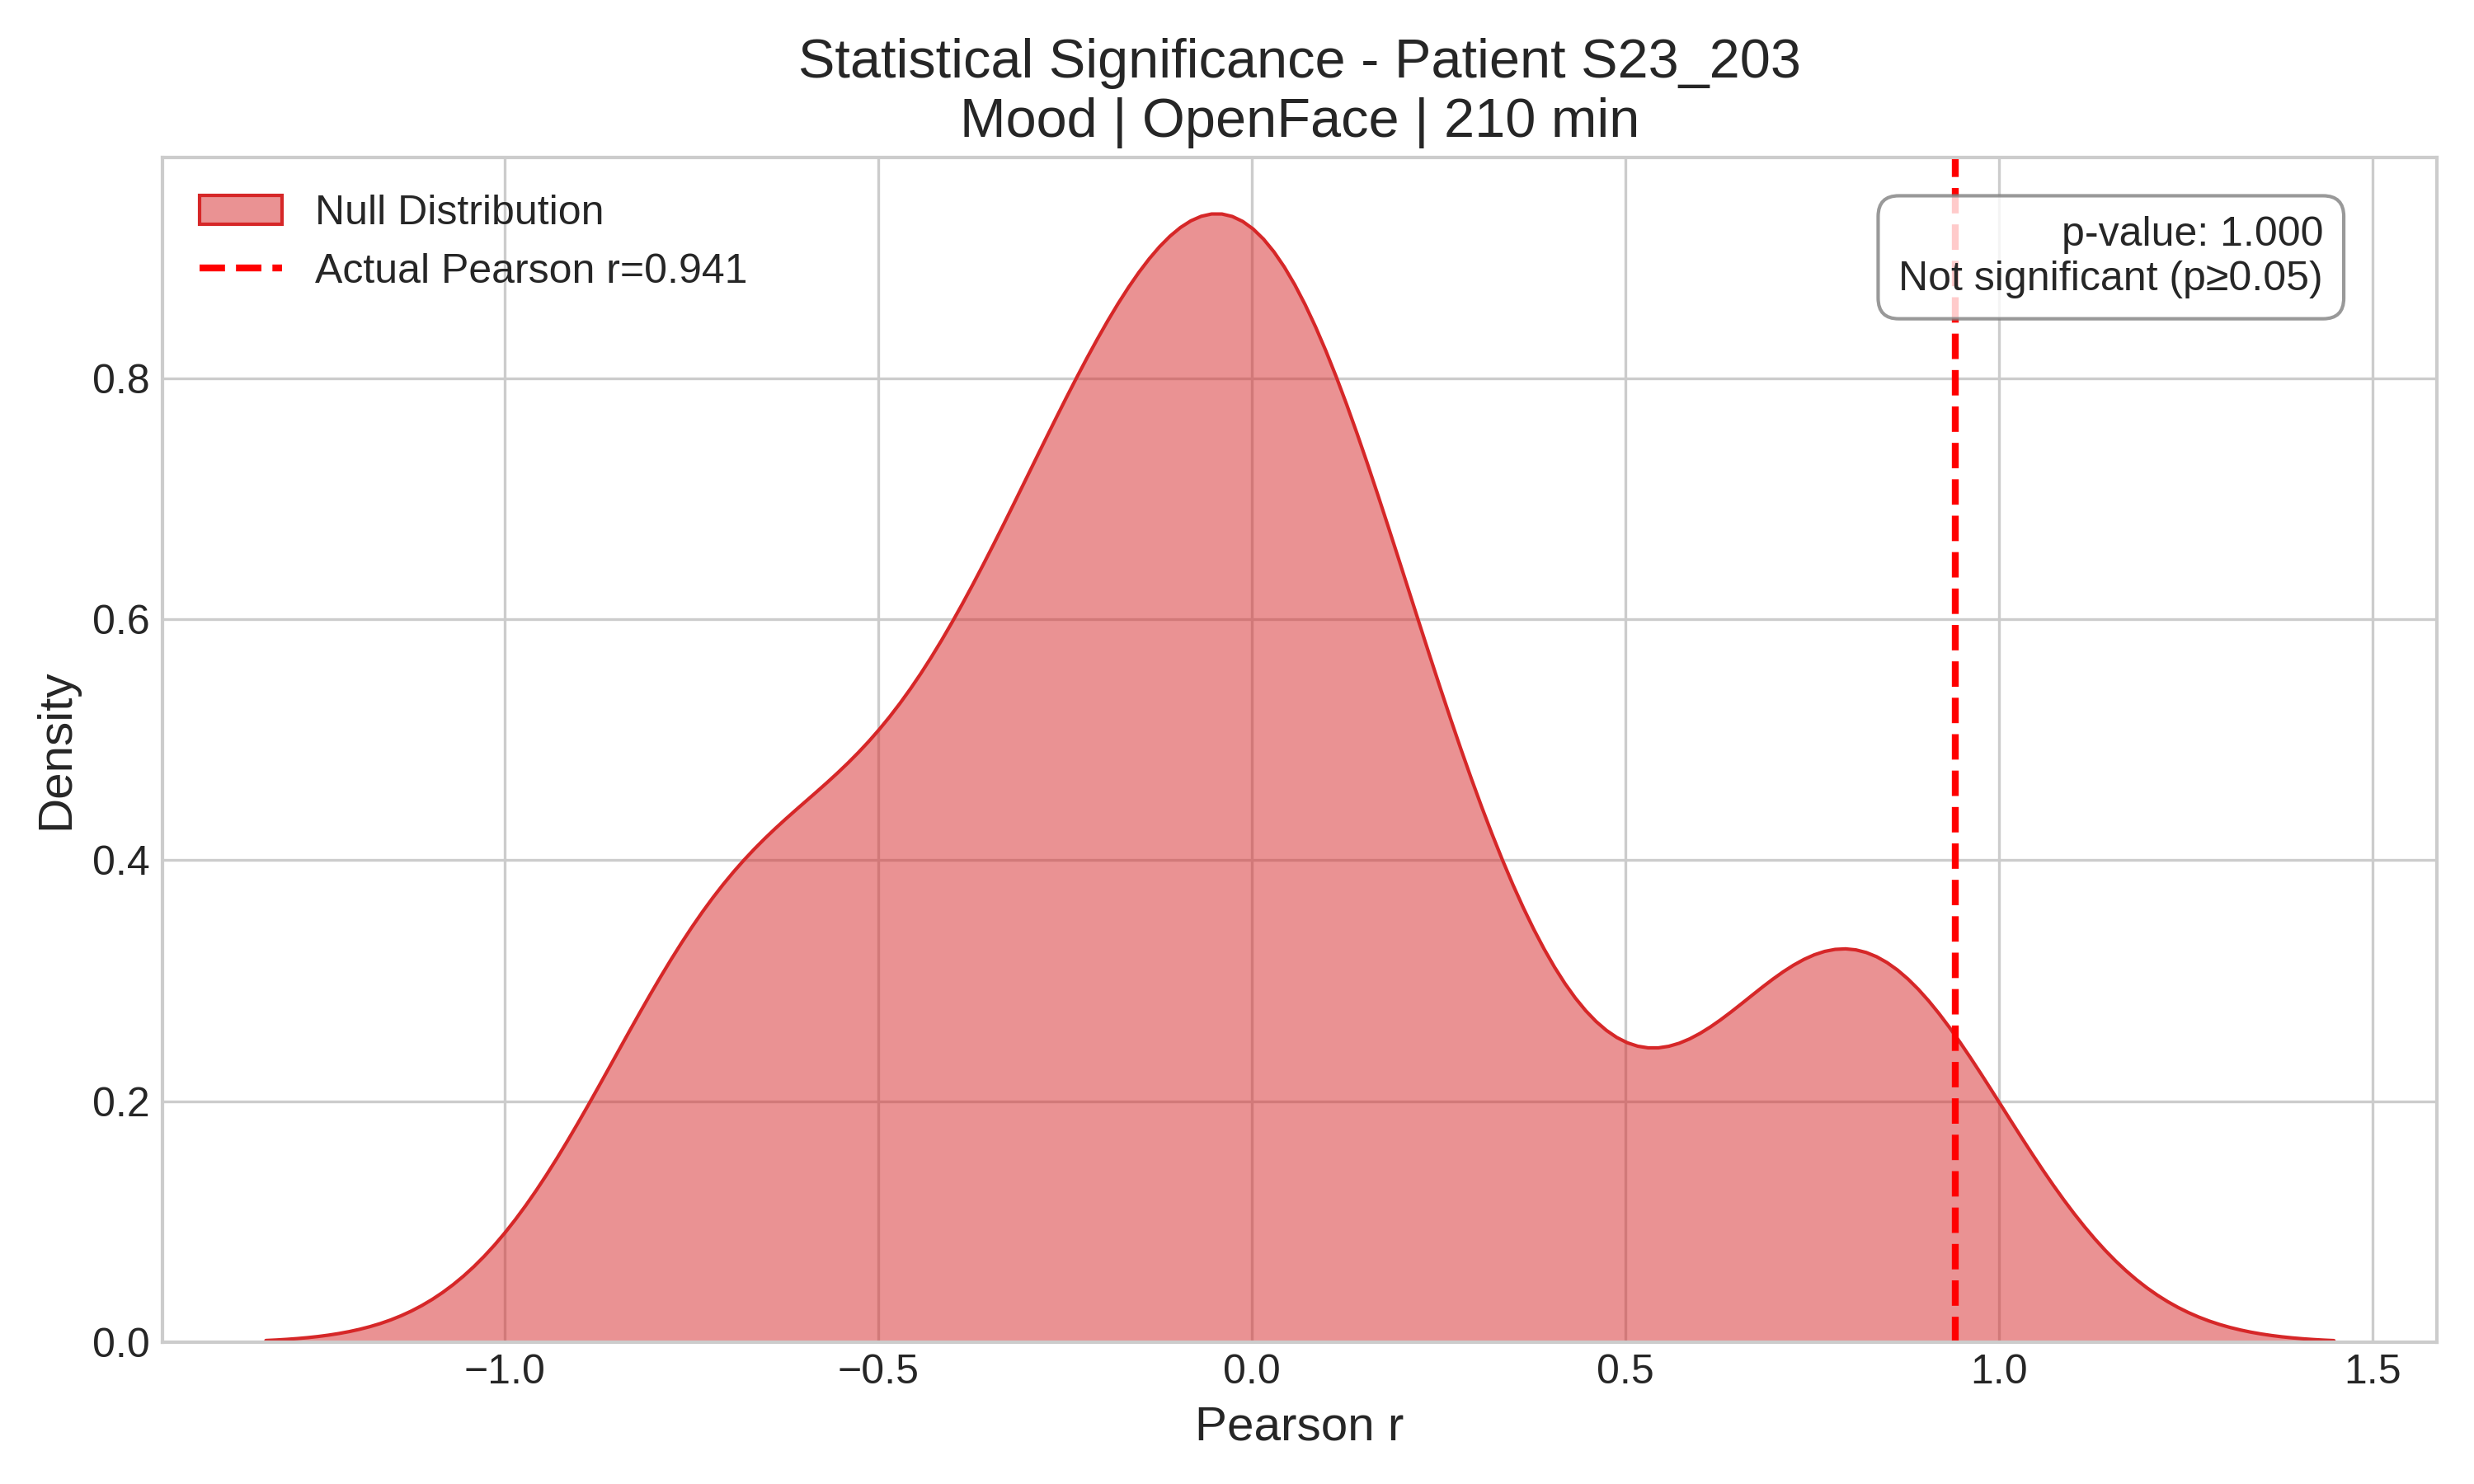 Statistical Significance - Patient S23_203
Mood | OpenFace | 210 min
Null Distribution
Actual Pearson r=0.941
p-value: 1.000
Not significant (p≥0.05)
Density
0.8
0.6
0.4
0.2
0.0
−1.0
−0.5
0.0
0.5
1.0
1.5
Pearson r